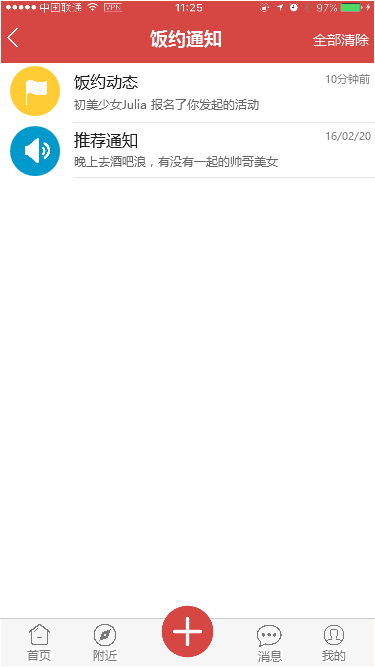 中国联通 VPN 11:25 97%
饭约通知 全部清除
饭约动态 10分钟前
初美少女Julia 报名了你发起的活动
推荐通知 16/02/20
晚上去酒吧浪，有没有一起的帅哥美女
首页 附近 消息 我的